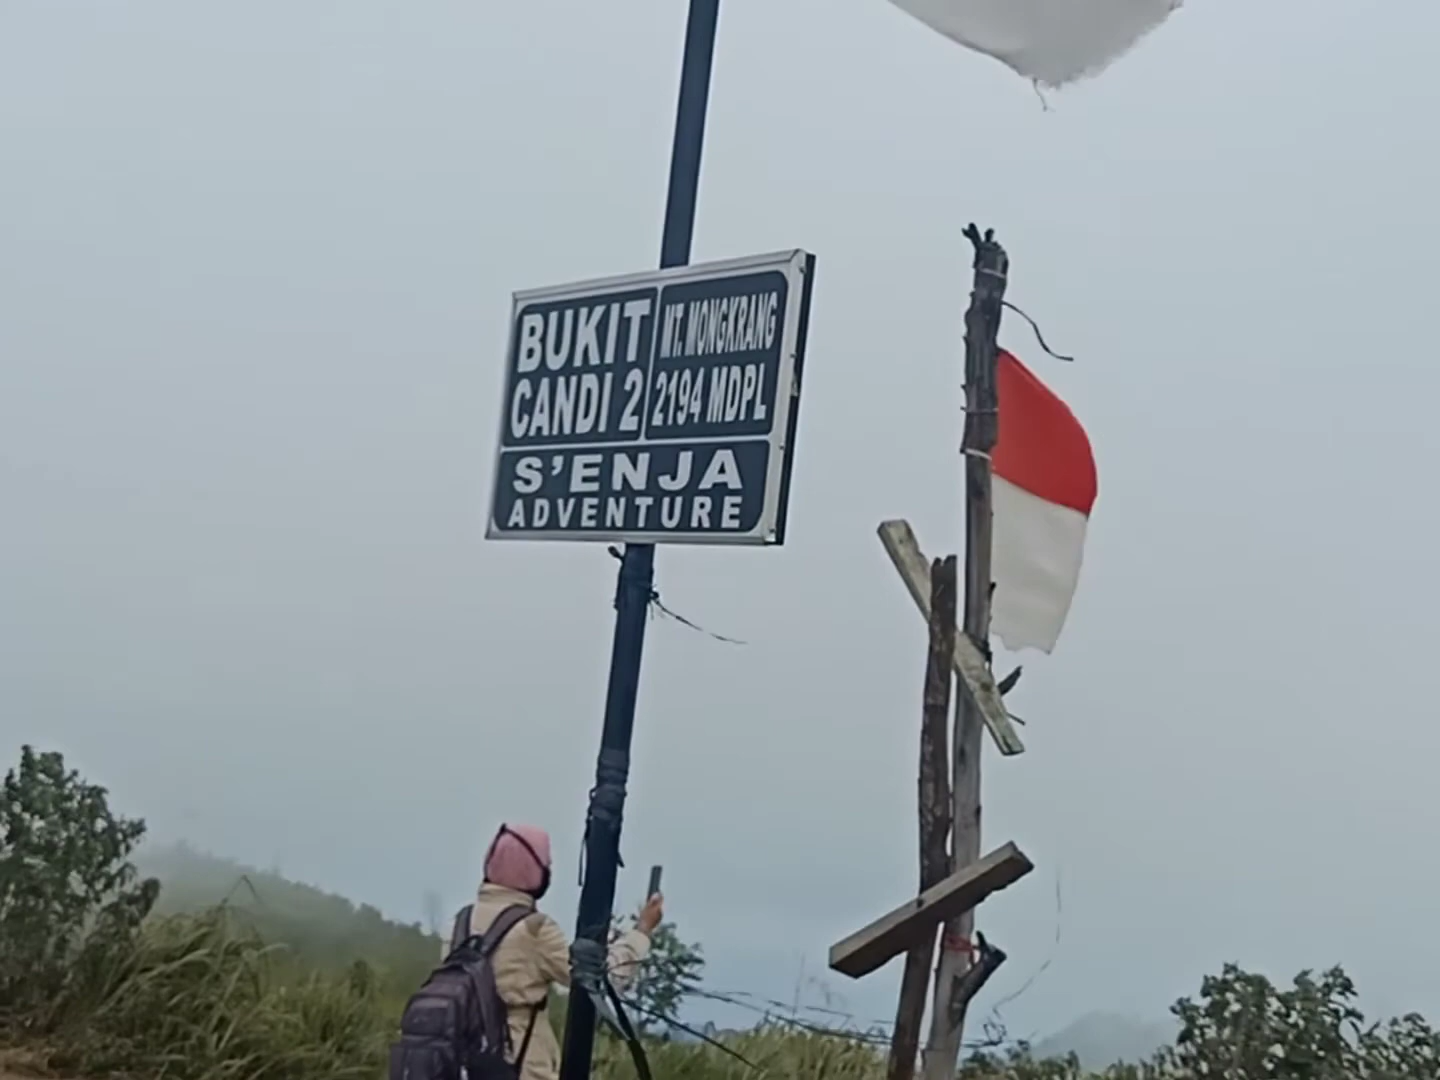 BUKIT
CANDI 2
MT. MONGKRANG
2194 MDPL
S'ENJA
ADVENTURE